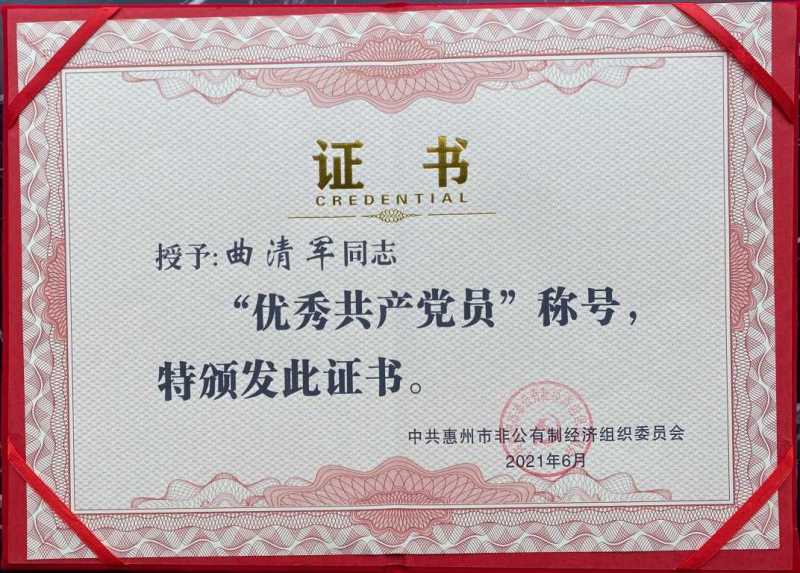 证 书
CREDENTIAL
授予:曲清军同志
“优秀共产党员”称号，
特颁发此证书。
中共惠州市非公有制经济组织委员会
2021年6月